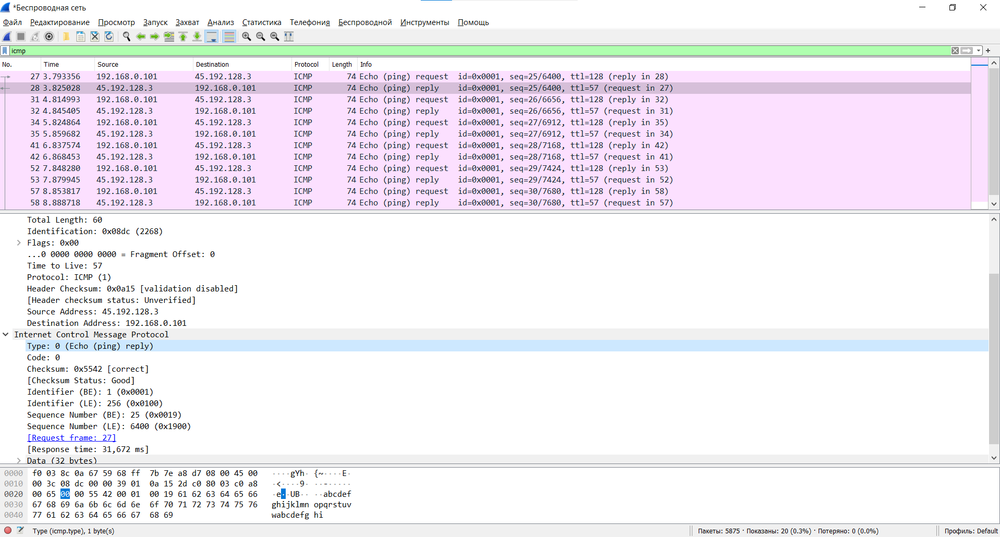 *Беспроводная сеть
Файл Редактирование Просмотр Запуск Захват Анализ Статистика Телефония Беспроводной Инструменты Помощь
icmp
No. Time Source Destination Protocol Length Info
27 3.793356 192.168.0.101 45.192.128.3 ICMP 74 Echo (ping) request id=0x0001, seq=25/6400, ttl=128 (reply in 28)
28 3.825028 45.192.128.3 192.168.0.101 ICMP 74 Echo (ping) reply id=0x0001, seq=25/6400, ttl=57 (request in 27)
31 4.814993 192.168.0.101 45.192.128.3 ICMP 74 Echo (ping) request id=0x0001, seq=26/6656, ttl=128 (reply in 32)
32 4.845405 45.192.128.3 192.168.0.101 ICMP 74 Echo (ping) reply id=0x0001, seq=26/6656, ttl=57 (request in 31)
34 5.824864 192.168.0.101 45.192.128.3 ICMP 74 Echo (ping) request id=0x0001, seq=27/6912, ttl=128 (reply in 35)
35 5.859682 45.192.128.3 192.168.0.101 ICMP 74 Echo (ping) reply id=0x0001, seq=27/6912, ttl=57 (request in 34)
41 6.837574 192.168.0.101 45.192.128.3 ICMP 74 Echo (ping) request id=0x0001, seq=28/7168, ttl=128 (reply in 42)
42 6.868453 45.192.128.3 192.168.0.101 ICMP 74 Echo (ping) reply id=0x0001, seq=28/7168, ttl=57 (request in 41)
52 7.848280 192.168.0.101 45.192.128.3 ICMP 74 Echo (ping) request id=0x0001, seq=29/7424, ttl=128 (reply in 53)
53 7.879945 45.192.128.3 192.168.0.101 ICMP 74 Echo (ping) reply id=0x0001, seq=29/7424, ttl=57 (request in 52)
57 8.853817 192.168.0.101 45.192.128.3 ICMP 74 Echo (ping) request id=0x0001, seq=30/7680, ttl=128 (reply in 58)
58 8.888718 45.192.128.3 192.168.0.101 ICMP 74 Echo (ping) reply id=0x0001, seq=30/7680, ttl=57 (request in 57)
Total Length: 60
Identification: 0x08dc (2268)
Flags: 0x00
...0 0000 0000 0000 = Fragment Offset: 0
Time to Live: 57
Protocol: ICMP (1)
Header Checksum: 0x0a15 [validation disabled]
[Header checksum status: Unverified]
Source Address: 45.192.128.3
Destination Address: 192.168.0.101
Internet Control Message Protocol
Type: 0 (Echo (ping) reply)
Code: 0
Checksum: 0x5542 [correct]
[Checksum Status: Good]
Identifier (BE): 1 (0x0001)
Identifier (LE): 256 (0x0100)
Sequence Number (BE): 25 (0x0019)
Sequence Number (LE): 6400 (0x1900)
[Request frame: 27]
[Response time: 31,672 ms]
Data (32 bytes)
0000 f0 03 8c 0a 67 59 68 ff 7b 7e a8 d7 08 00 45 00 ····gYh· {~····E·
0010 00 3c 08 dc 00 00 39 01 0a 15 2d c0 80 03 c0 a8 ·<····9· ··-·····
0020 00 65 00 00 55 42 00 01 00 19 61 62 63 64 65 66 ·e··UB·· ··abcdef
0030 67 68 69 6a 6b 6c 6d 6e 6f 70 71 72 73 74 75 76 ghijklmn opqrstuv
0040 77 61 62 63 64 65 66 67 68 69 wabcdefg hi
Type (icmp.type), 1 byte(s) Пакеты: 5875 · Показаны: 20 (0.3%) · Потеряно: 0 (0.0%) Профиль: Default